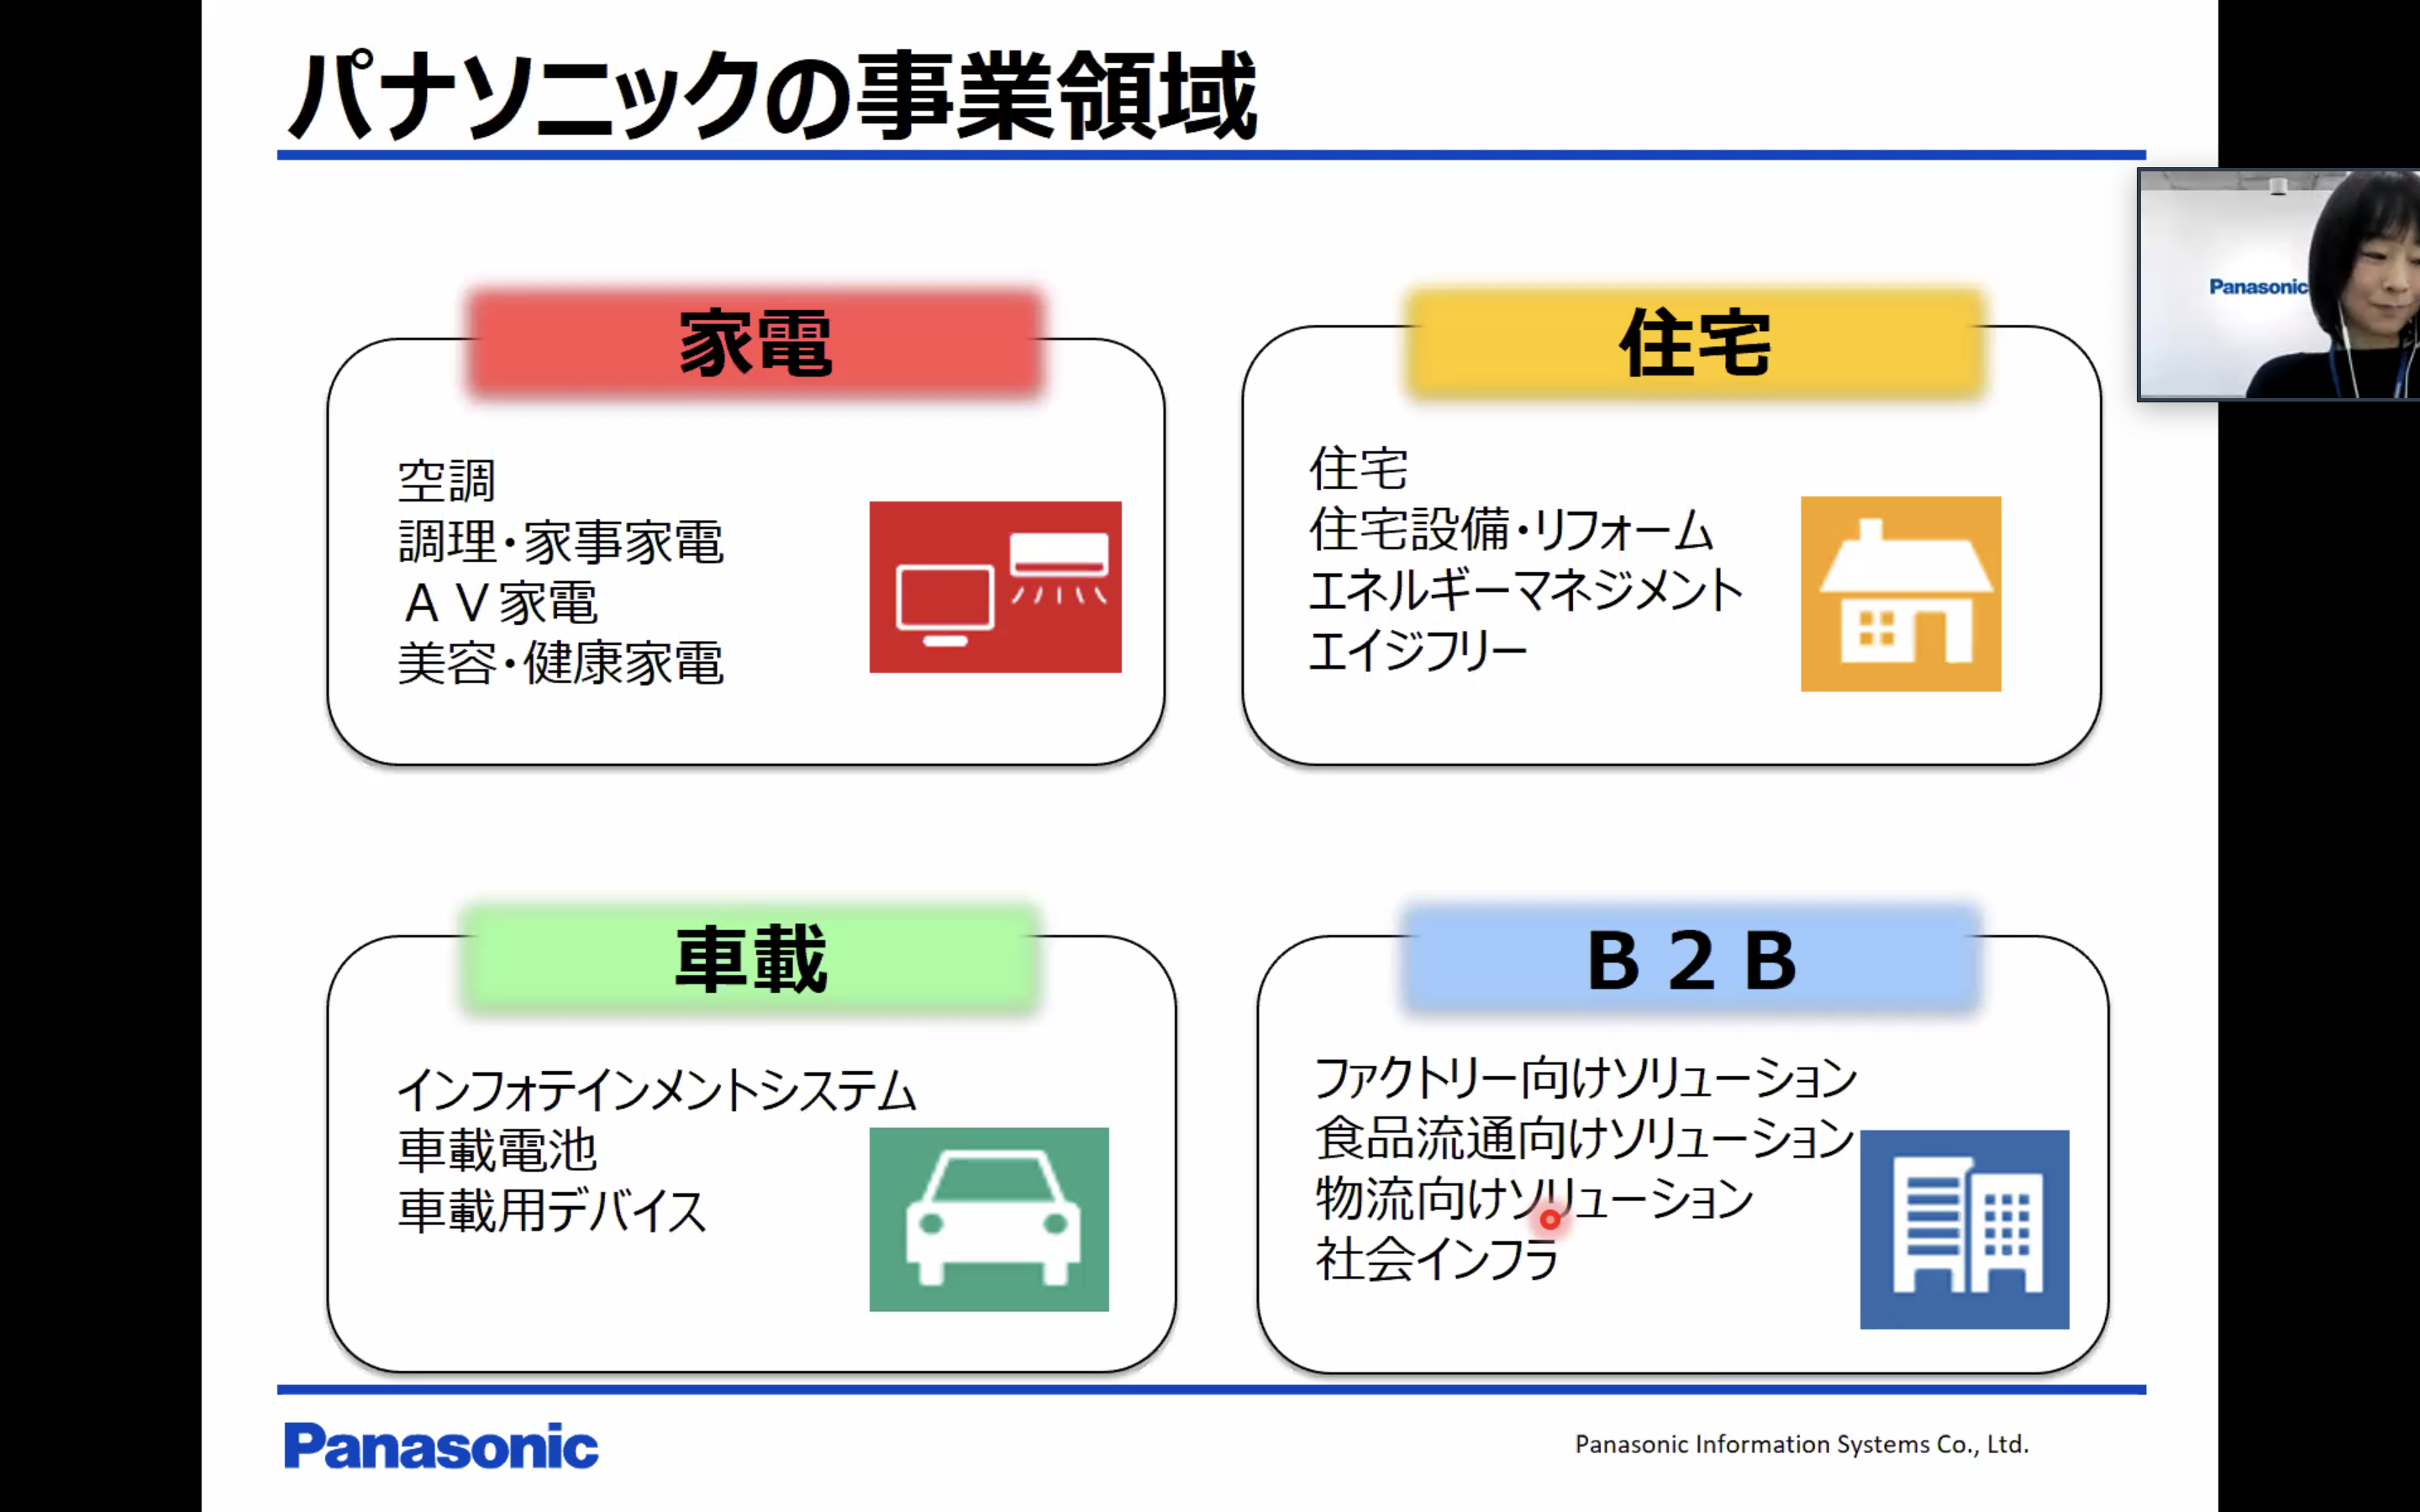 パナソニックの事業領域
Panasonic
家電
空調
調理・家事家電
ＡＶ家電
美容・健康家電
住宅
住宅
住宅設備・リフォーム
エネルギーマネジメント
エイジフリー
車載
インフォテインメントシステム
車載電池
車載用デバイス
Ｂ２Ｂ
ファクトリー向けソリューション
食品流通向けソリューション
物流向けソリューション
社会インフラ
Panasonic
Panasonic Information Systems Co., Ltd.